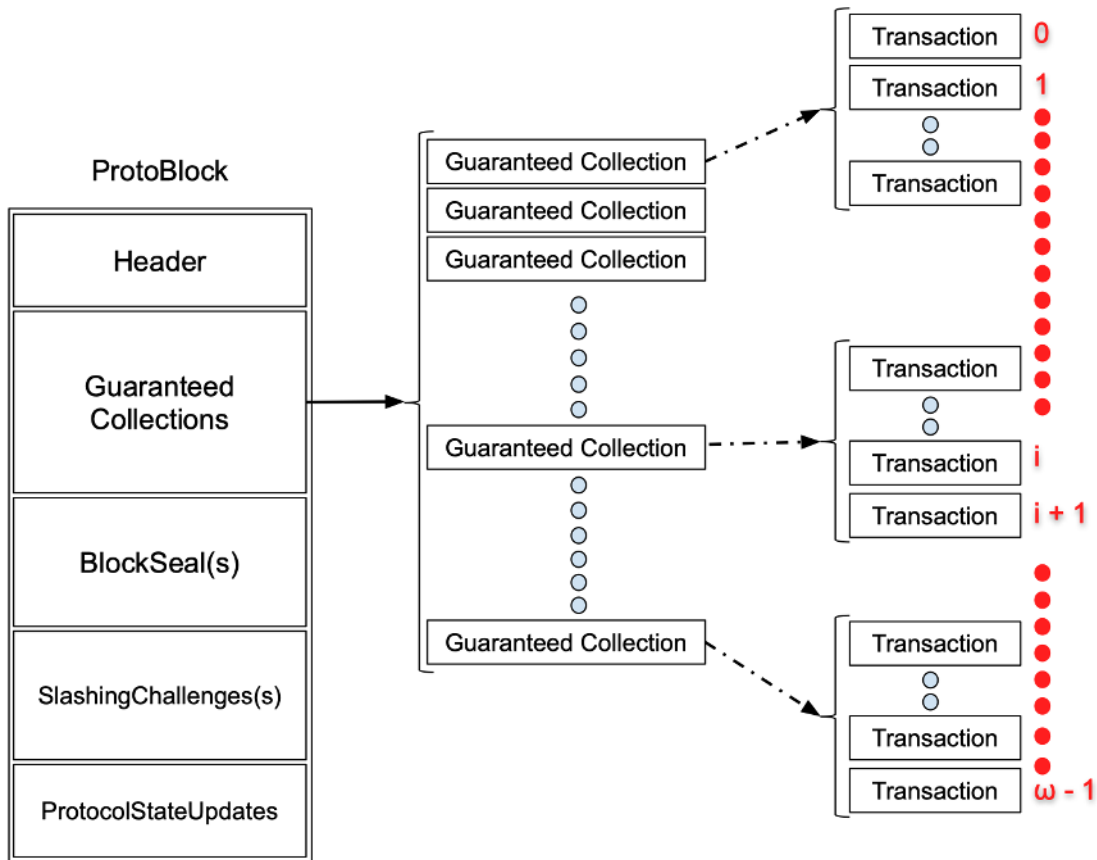 ProtoBlock
Header
Guaranteed
Collections
BlockSeal(s)
SlashingChallenges(s)
ProtocolStateUpdates
Guaranteed Collection
Guaranteed Collection
Guaranteed Collection
Guaranteed Collection
Guaranteed Collection
Transaction 0
Transaction 1
Transaction
Transaction
Transaction i
Transaction i + 1
Transaction
Transaction
Transaction ω - 1